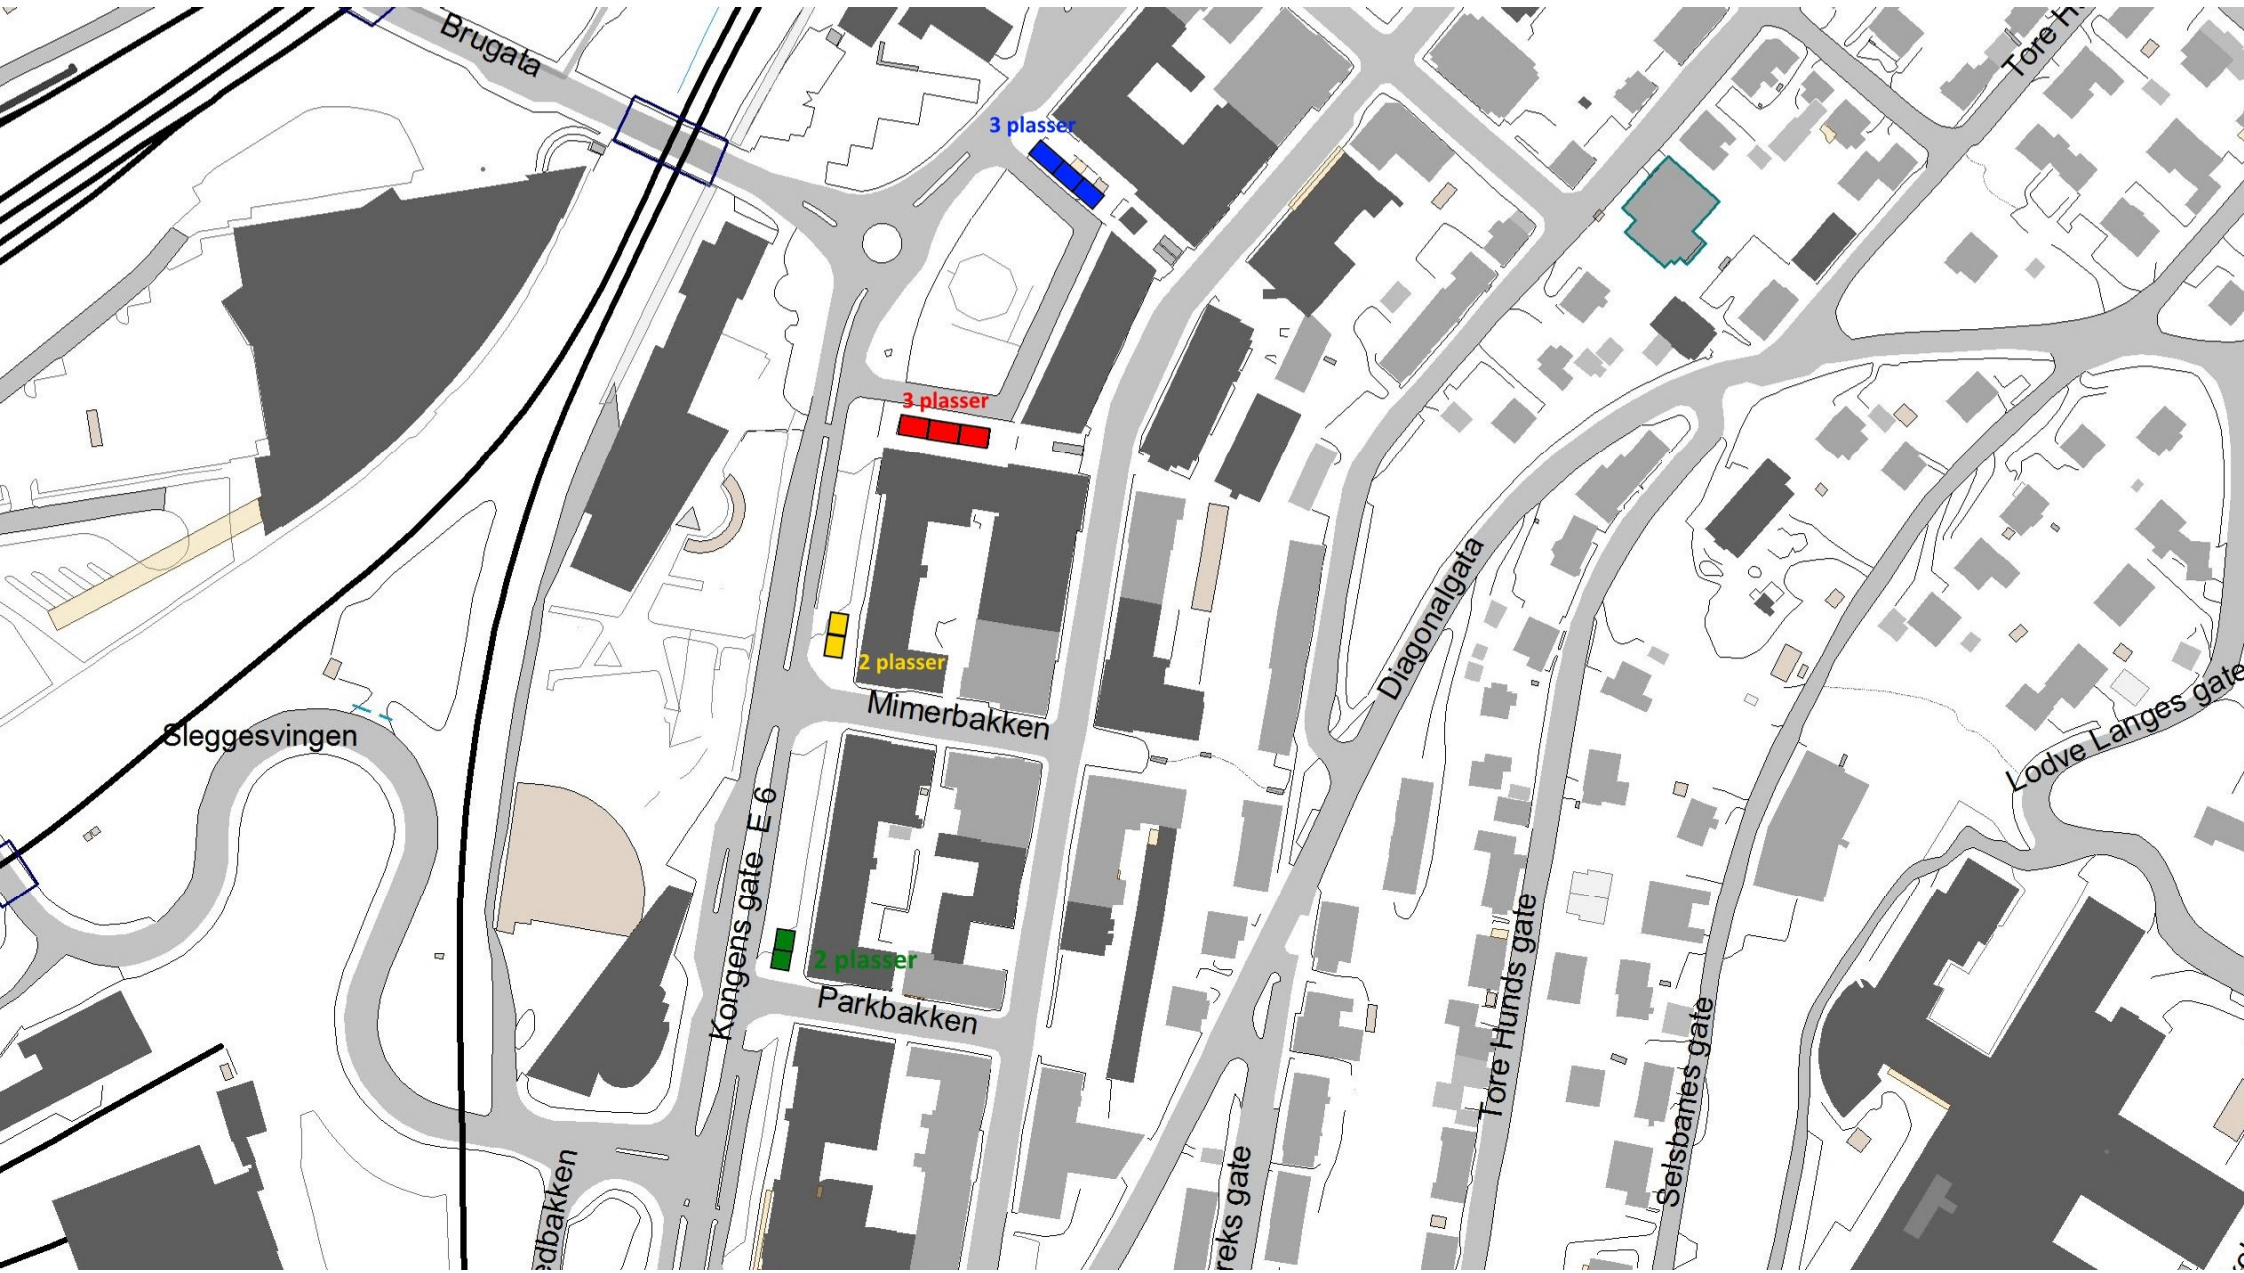 Brugata
3 plasser
3 plasser
Diagonalgata
2 plasser
Mimerbakken
Sleggesvingen
Lodve Langes gate
Kongens gate E 6
2 plasser
Parkbakken
Tore Hunds gate
Selsbanes gate